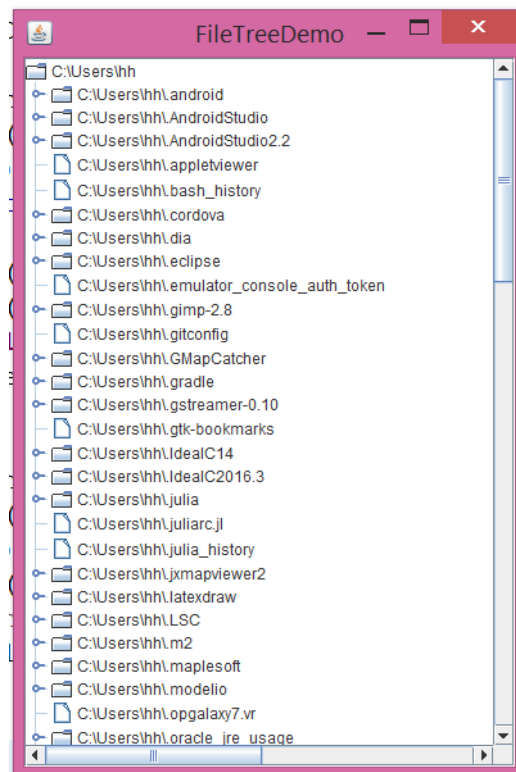 FileTreeDemo
C:\Users\hh
C:\Users\hh\.android
C:\Users\hh\.AndroidStudio
C:\Users\hh\.AndroidStudio2.2
C:\Users\hh\.appletviewer
C:\Users\hh\.bash_history
C:\Users\hh\.cordova
C:\Users\hh\.dia
C:\Users\hh\.eclipse
C:\Users\hh\.emulator_console_auth_token
C:\Users\hh\.gimp-2.8
C:\Users\hh\.gitconfig
C:\Users\hh\.GMapCatcher
C:\Users\hh\.gradle
C:\Users\hh\.gstreamer-0.10
C:\Users\hh\.gtk-bookmarks
C:\Users\hh\.IdealC14
C:\Users\hh\.IdealC2016.3
C:\Users\hh\.julia
C:\Users\hh\.juliarc.jl
C:\Users\hh\.julia_history
C:\Users\hh\.jxmapviewer2
C:\Users\hh\.latexdraw
C:\Users\hh\.LSC
C:\Users\hh\.m2
C:\Users\hh\.maplesoft
C:\Users\hh\.modelio
C:\Users\hh\.opgalaxy7.vr
C:\Users\hh\.oracle_jre_usage